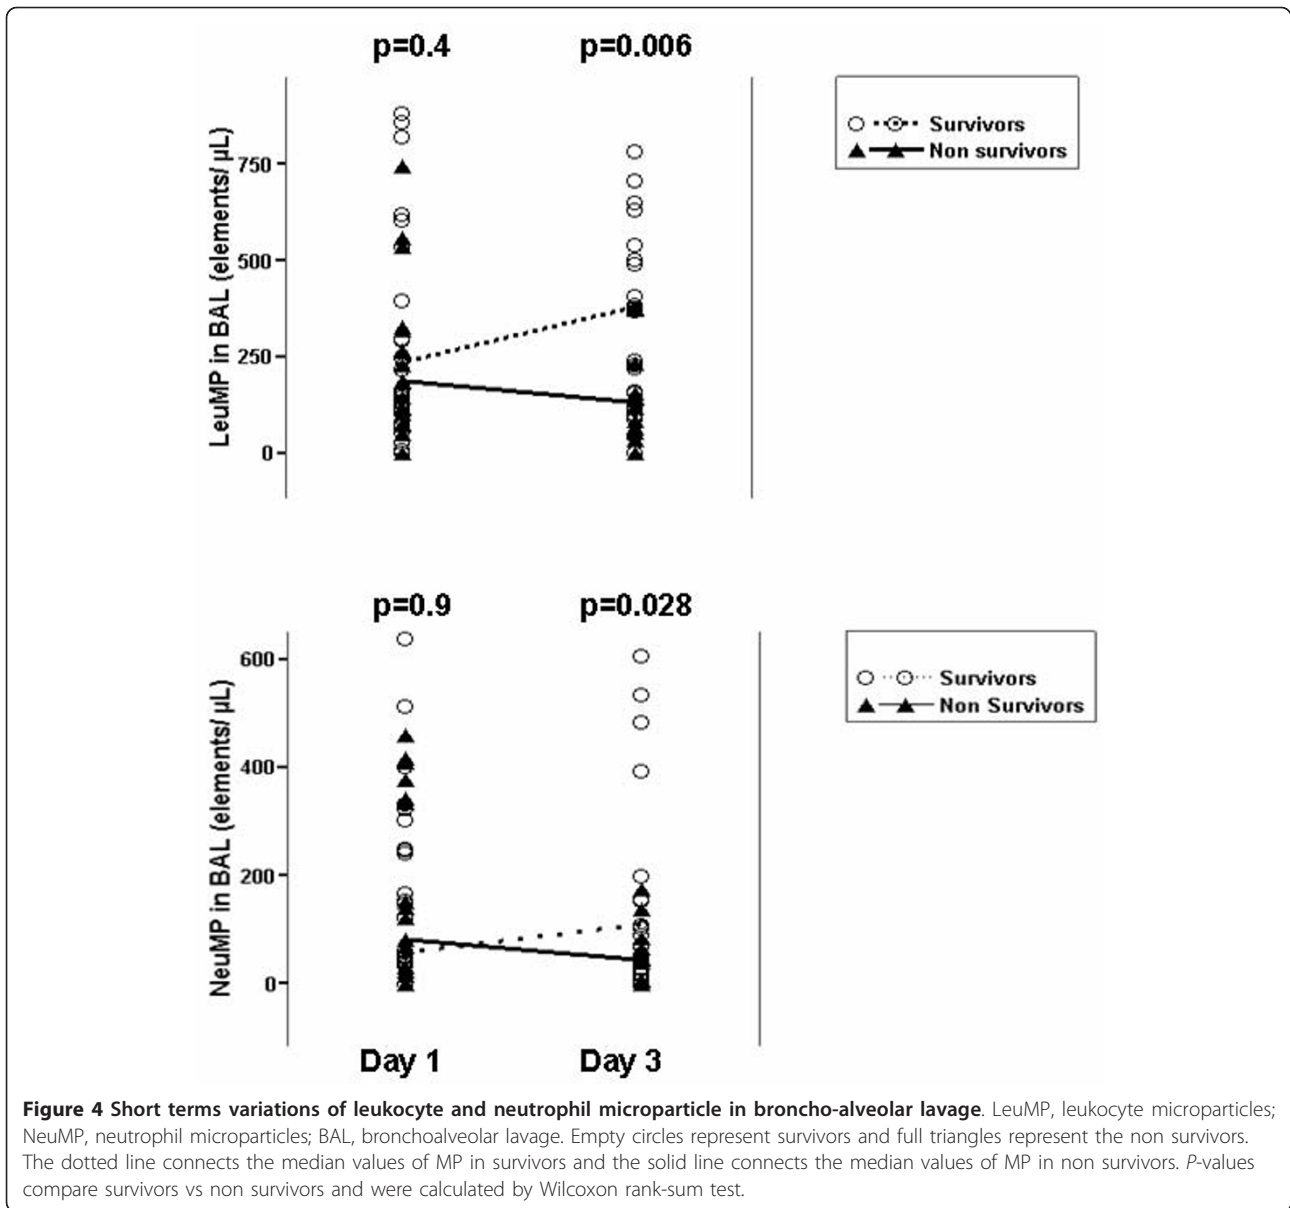 p=0.4 p=0.006
LeuMP in BAL (elements/ µL)
750
500
250
0
Survivors
Non survivors
p=0.9 p=0.028
NeuMP in BAL (elements/ µL)
600
400
200
0
Survivors
Non Survivors
Day 1 Day 3
Figure 4 Short terms variations of leukocyte and neutrophil microparticle in broncho-alveolar lavage. LeuMP, leukocyte microparticles;
NeuMP, neutrophil microparticles; BAL, bronchoalveolar lavage. Empty circles represent survivors and full triangles represent the non survivors.
The dotted line connects the median values of MP in survivors and the solid line connects the median values of MP in non survivors. P-values
compare survivors vs non survivors and were calculated by Wilcoxon rank-sum test.